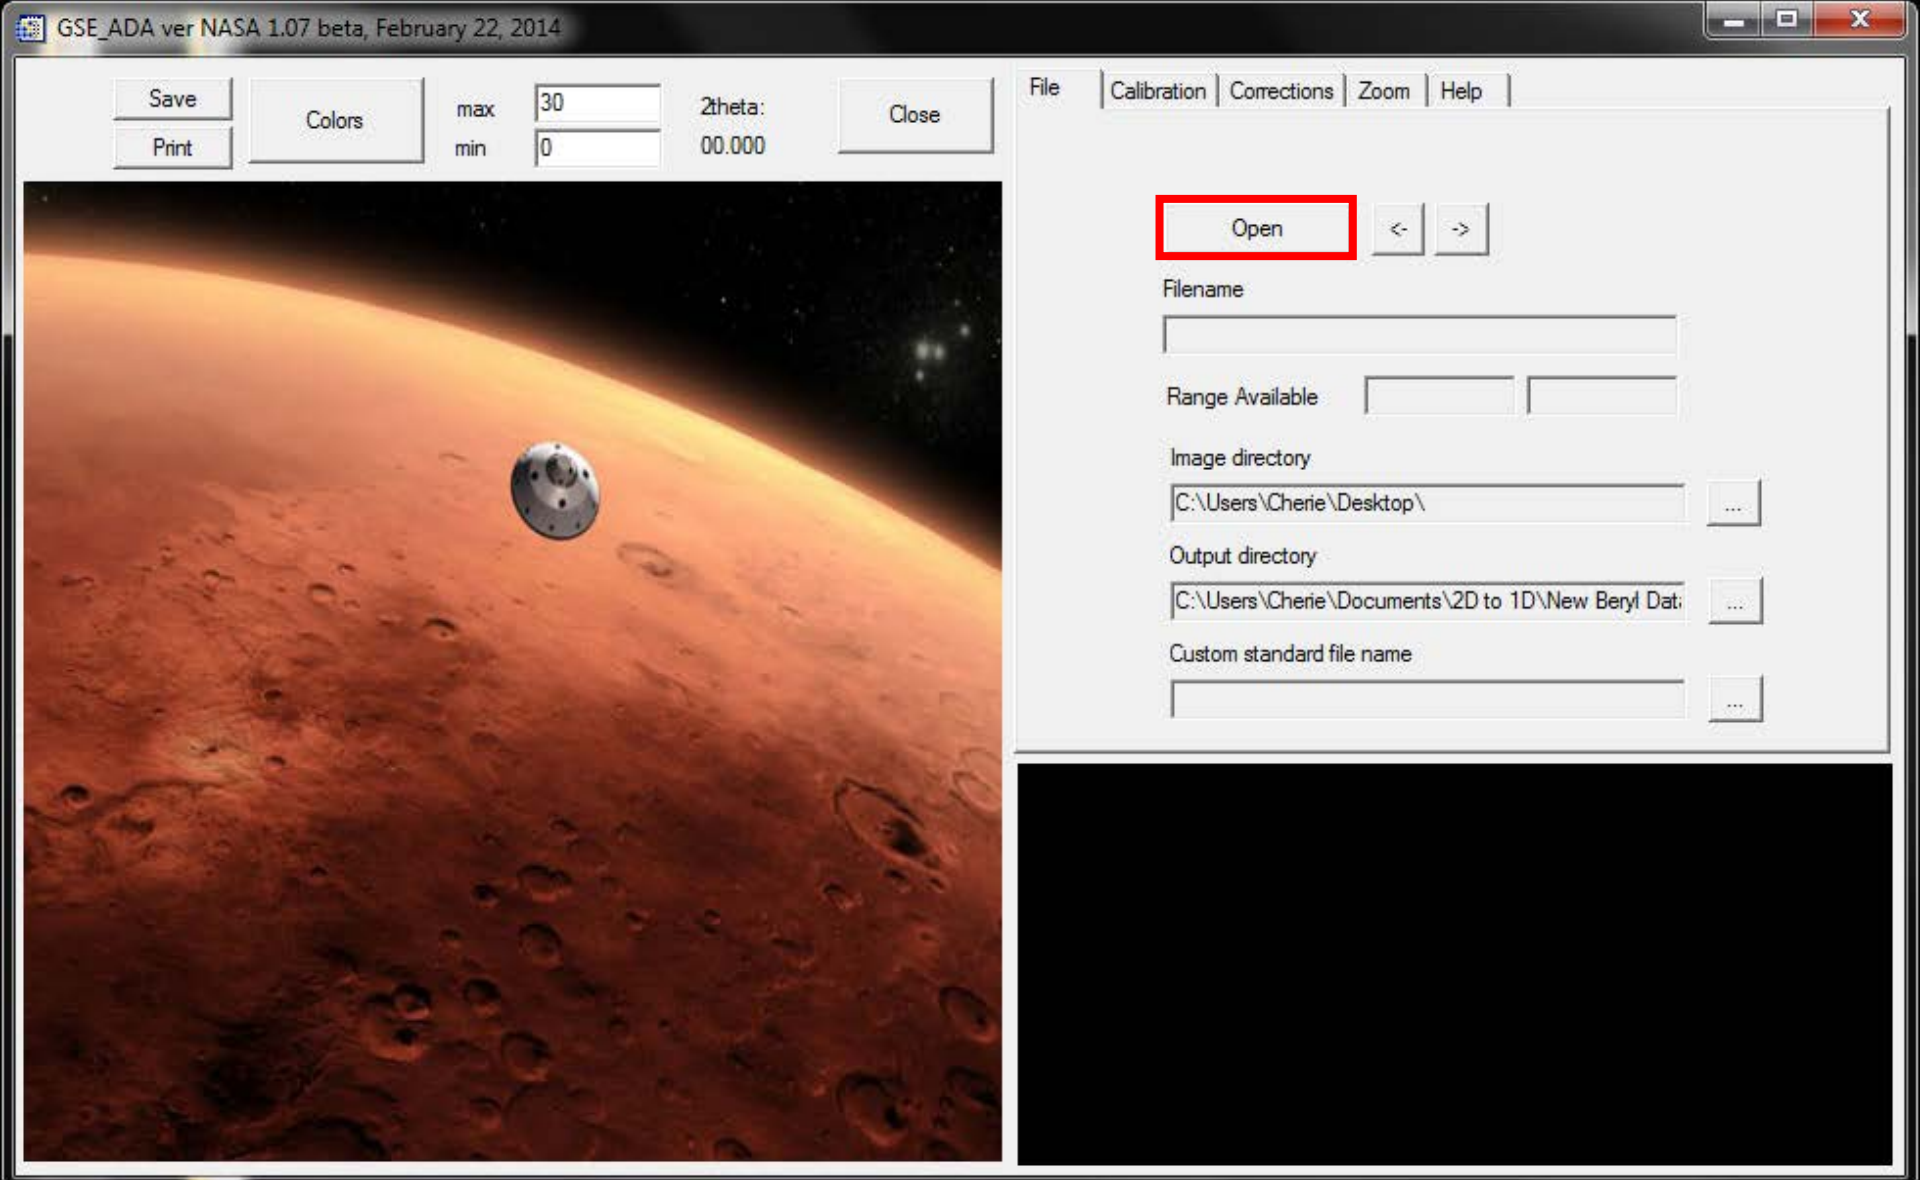 GSE_ADA ver NASA 1.07 beta, February 22, 2014
Save
Print
Colors
max 30
min 0
2theta:
00.000
Close
File Calibration Corrections Zoom Help
Open <- ->
Filename
Range Available
Image directory
C:\Users\Cherie\Desktop\ ...
Output directory
C:\Users\Cherie\Documents\2D to 1D\New Beryl Data ...
Custom standard file name
...